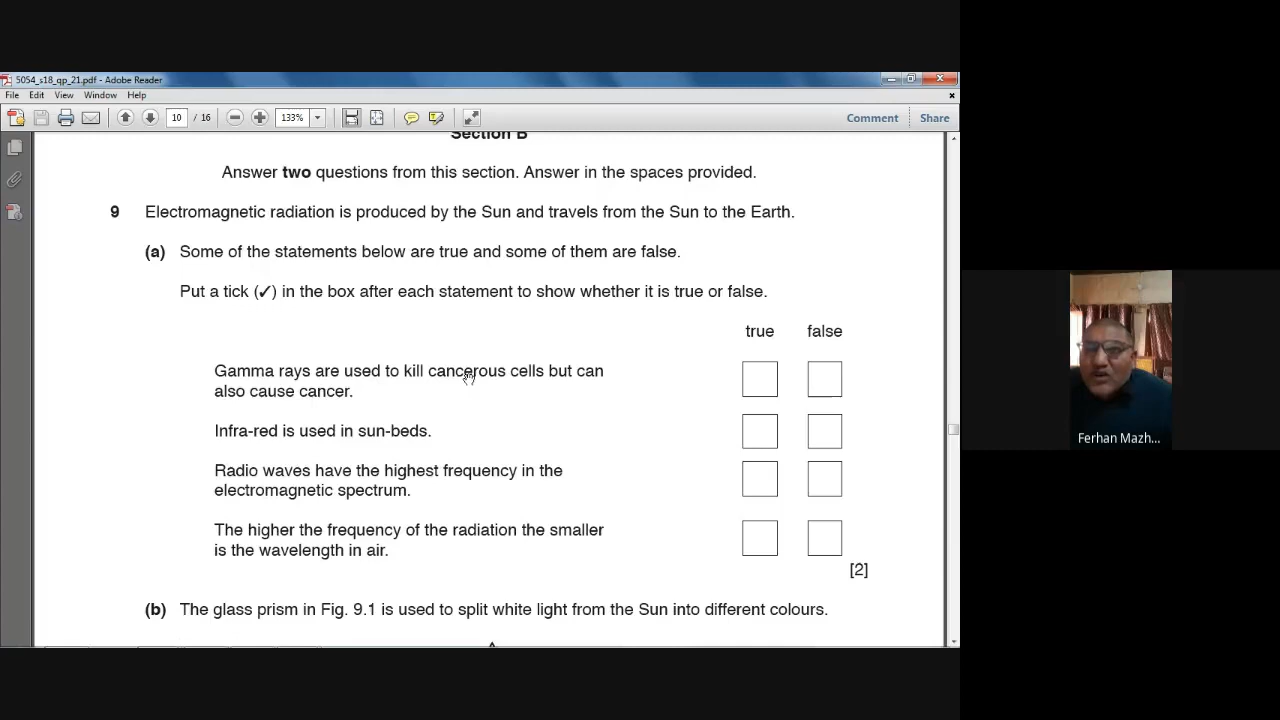 5054_s18_qp_21.pdf - Adobe Reader
File Edit View Window Help
10 / 16 133% Comment Share
Section B
Answer two questions from this section. Answer in the spaces provided.
9 Electromagnetic radiation is produced by the Sun and travels from the Sun to the Earth.
(a) Some of the statements below are true and some of them are false.
Put a tick (✓) in the box after each statement to show whether it is true or false.
true false
Gamma rays are used to kill cancerous cells but can
also cause cancer.
Infra-red is used in sun-beds.
Radio waves have the highest frequency in the
electromagnetic spectrum.
The higher the frequency of the radiation the smaller
is the wavelength in air.
[2]
(b) The glass prism in Fig. 9.1 is used to split white light from the Sun into different colours.
Ferhan Mazh...